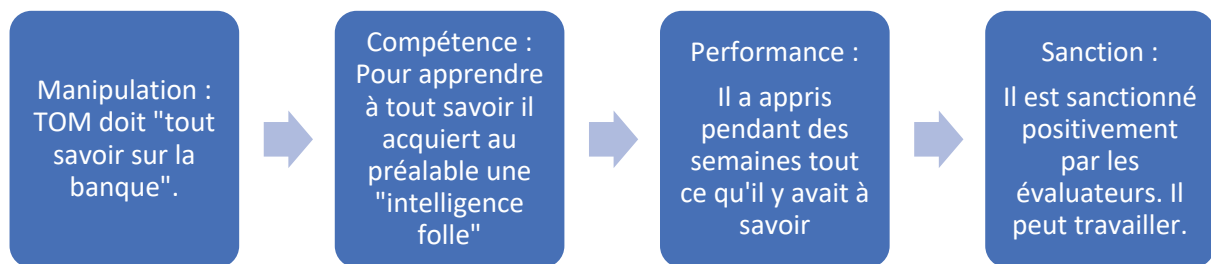 Manipulation :
TOM doit "tout
savoir sur la
banque".
Compétence :
Pour apprendre
à tout savoir il
acquiert au
préalable une
"intelligence
folle"
Performance :
Il a appris
pendant des
semaines tout
ce qu'il y avait à
savoir
Sanction :
Il est sanctionné
positivement
par les
évaluateurs. Il
peut travailler.